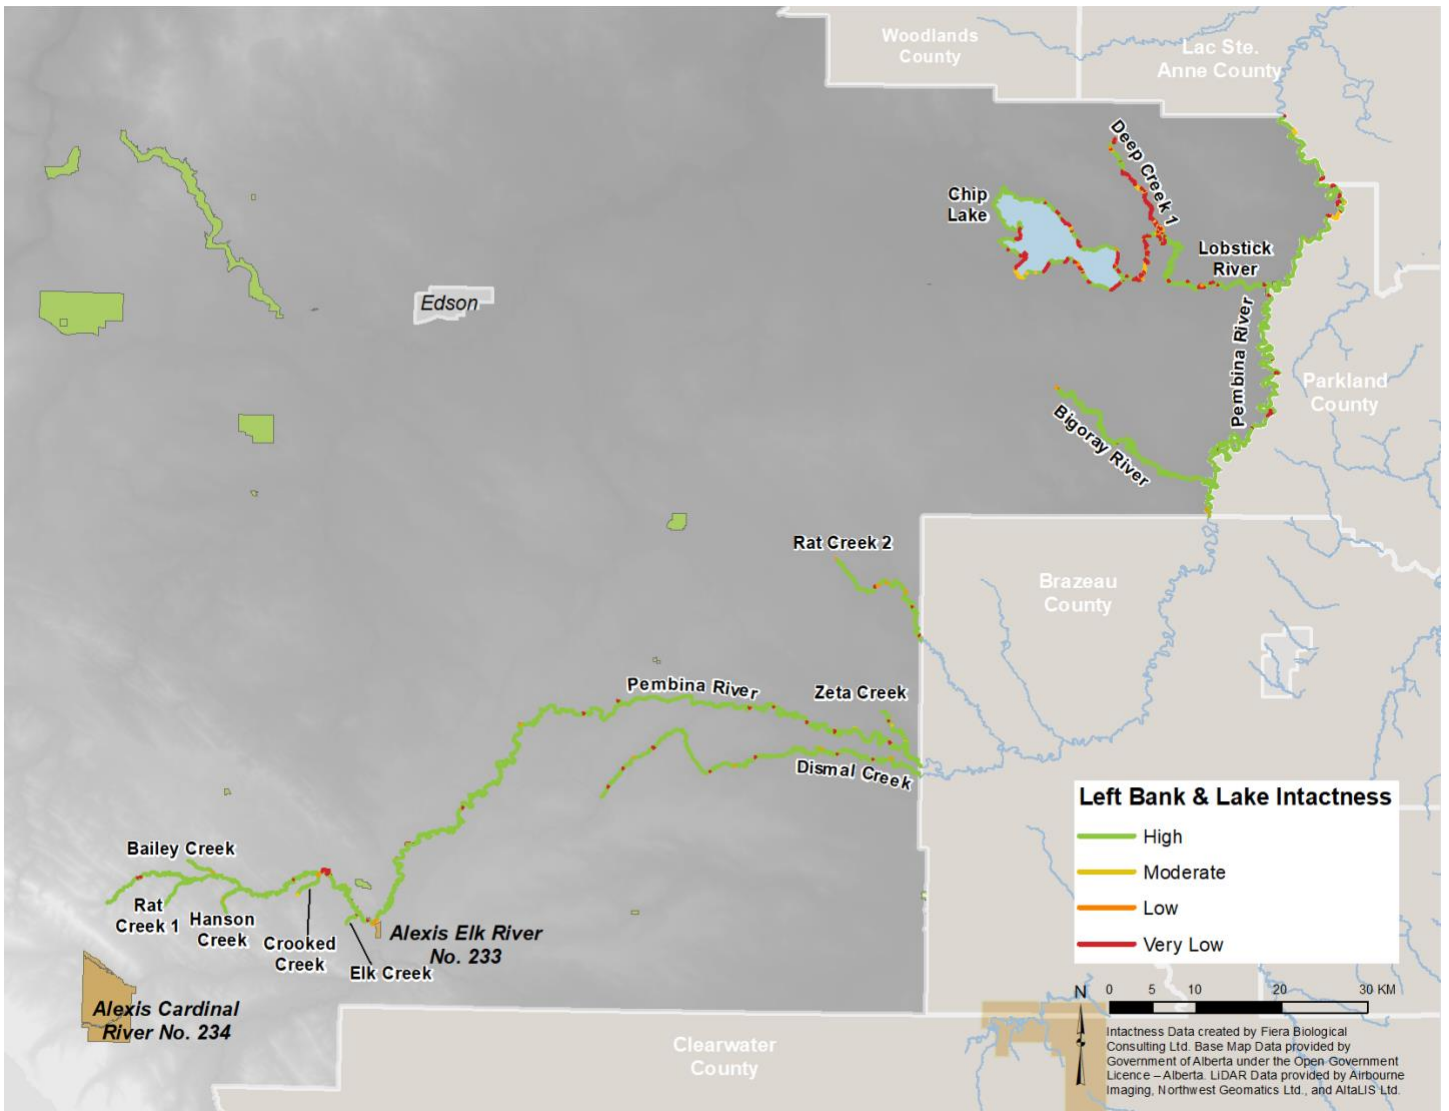 Woodlands
County
Lac Ste.
Anne County
Deep Creek 1
Chip
Lake
Lobstick
River
Edson
Pembina River
Parkland
County
Bigoray River
Rat Creek 2
Brazeau
County
Pembina River
Zeta Creek
Dismal Creek
Left Bank & Lake Intactness
High
Moderate
Low
Very Low
Bailey Creek
Rat
Creek 1
Hanson
Creek
Crooked
Creek
Elk Creek
Alexis Elk River
No. 233
Alexis Cardinal
River No. 234
Clearwater
County
N
0 5 10 20 30 KM
Intactness Data created by Fiera Biological
Consulting Ltd. Base Map Data provided by
Government of Alberta under the Open Government
Licence – Alberta. LiDAR Data provided by Airbourne
Imaging, Northwest Geomatics Ltd., and AltaLIS Ltd.